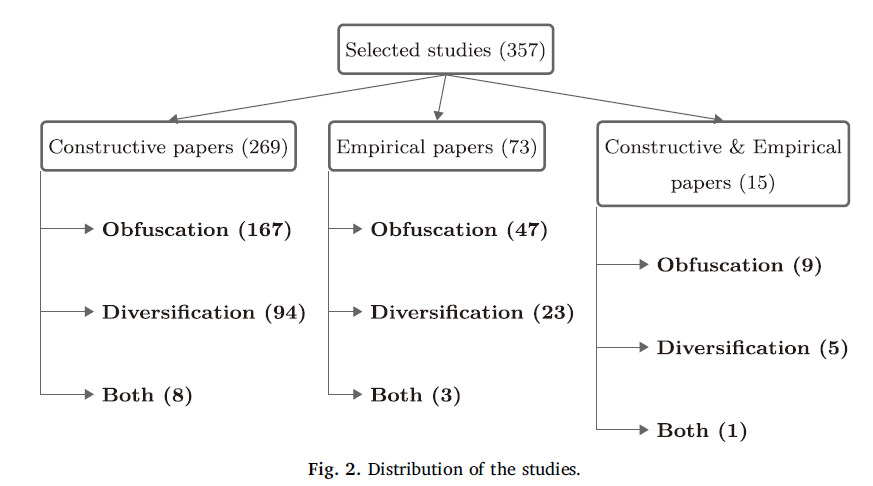 Selected studies (357)
Constructive papers (269)
Obfuscation (167)
Diversification (94)
Both (8)
Empirical papers (73)
Obfuscation (47)
Diversification (23)
Both (3)
Constructive & Empirical
papers (15)
Obfuscation (9)
Diversification (5)
Both (1)
Fig. 2. Distribution of the studies.